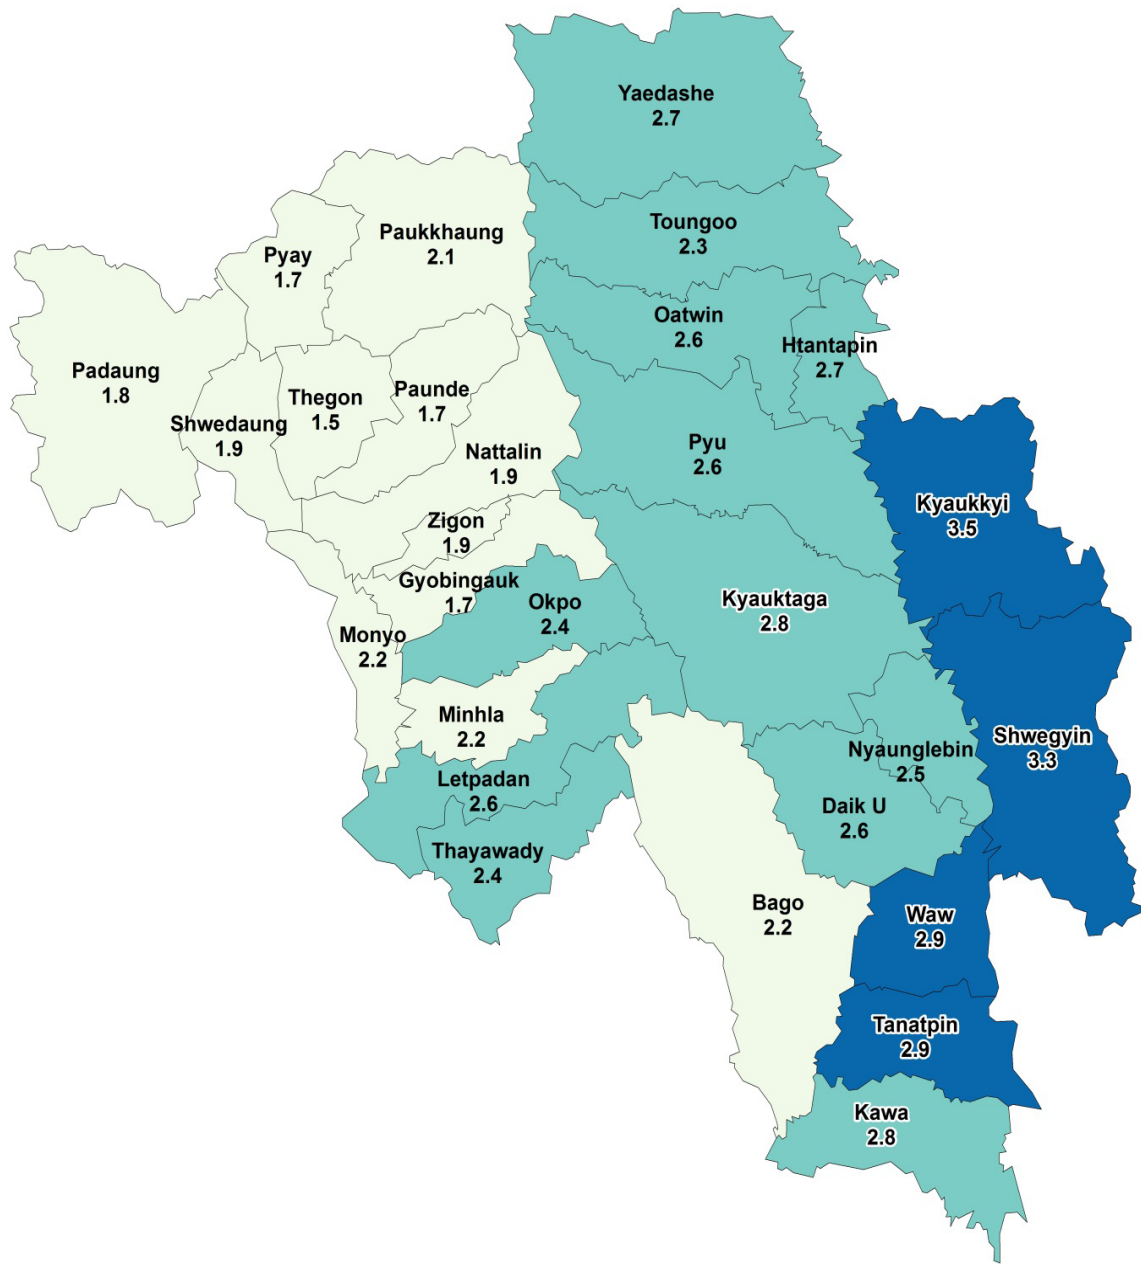 Yaedashe
2.7
Toungoo
2.3
Paukkhaung
2.1
Pyay
1.7
Oatwin
2.6
Htantapin
2.7
Padaung
1.8
Shwedaung
1.9
Thegon
1.5
Paunde
1.7
Nattalin
1.9
Pyu
2.6
Kyaukkyi
3.5
Zigon
1.9
Gyobingauk
1.7
Okpo
2.4
Kyauktaga
2.8
Monyo
2.2
Minhla
2.2
Shwegyin
3.3
Nyaunglebin
2.5
Letpadan
2.6
Daik U
2.6
Thayawady
2.4
Bago
2.2
Waw
2.9
Tanatpin
2.9
Kawa
2.8